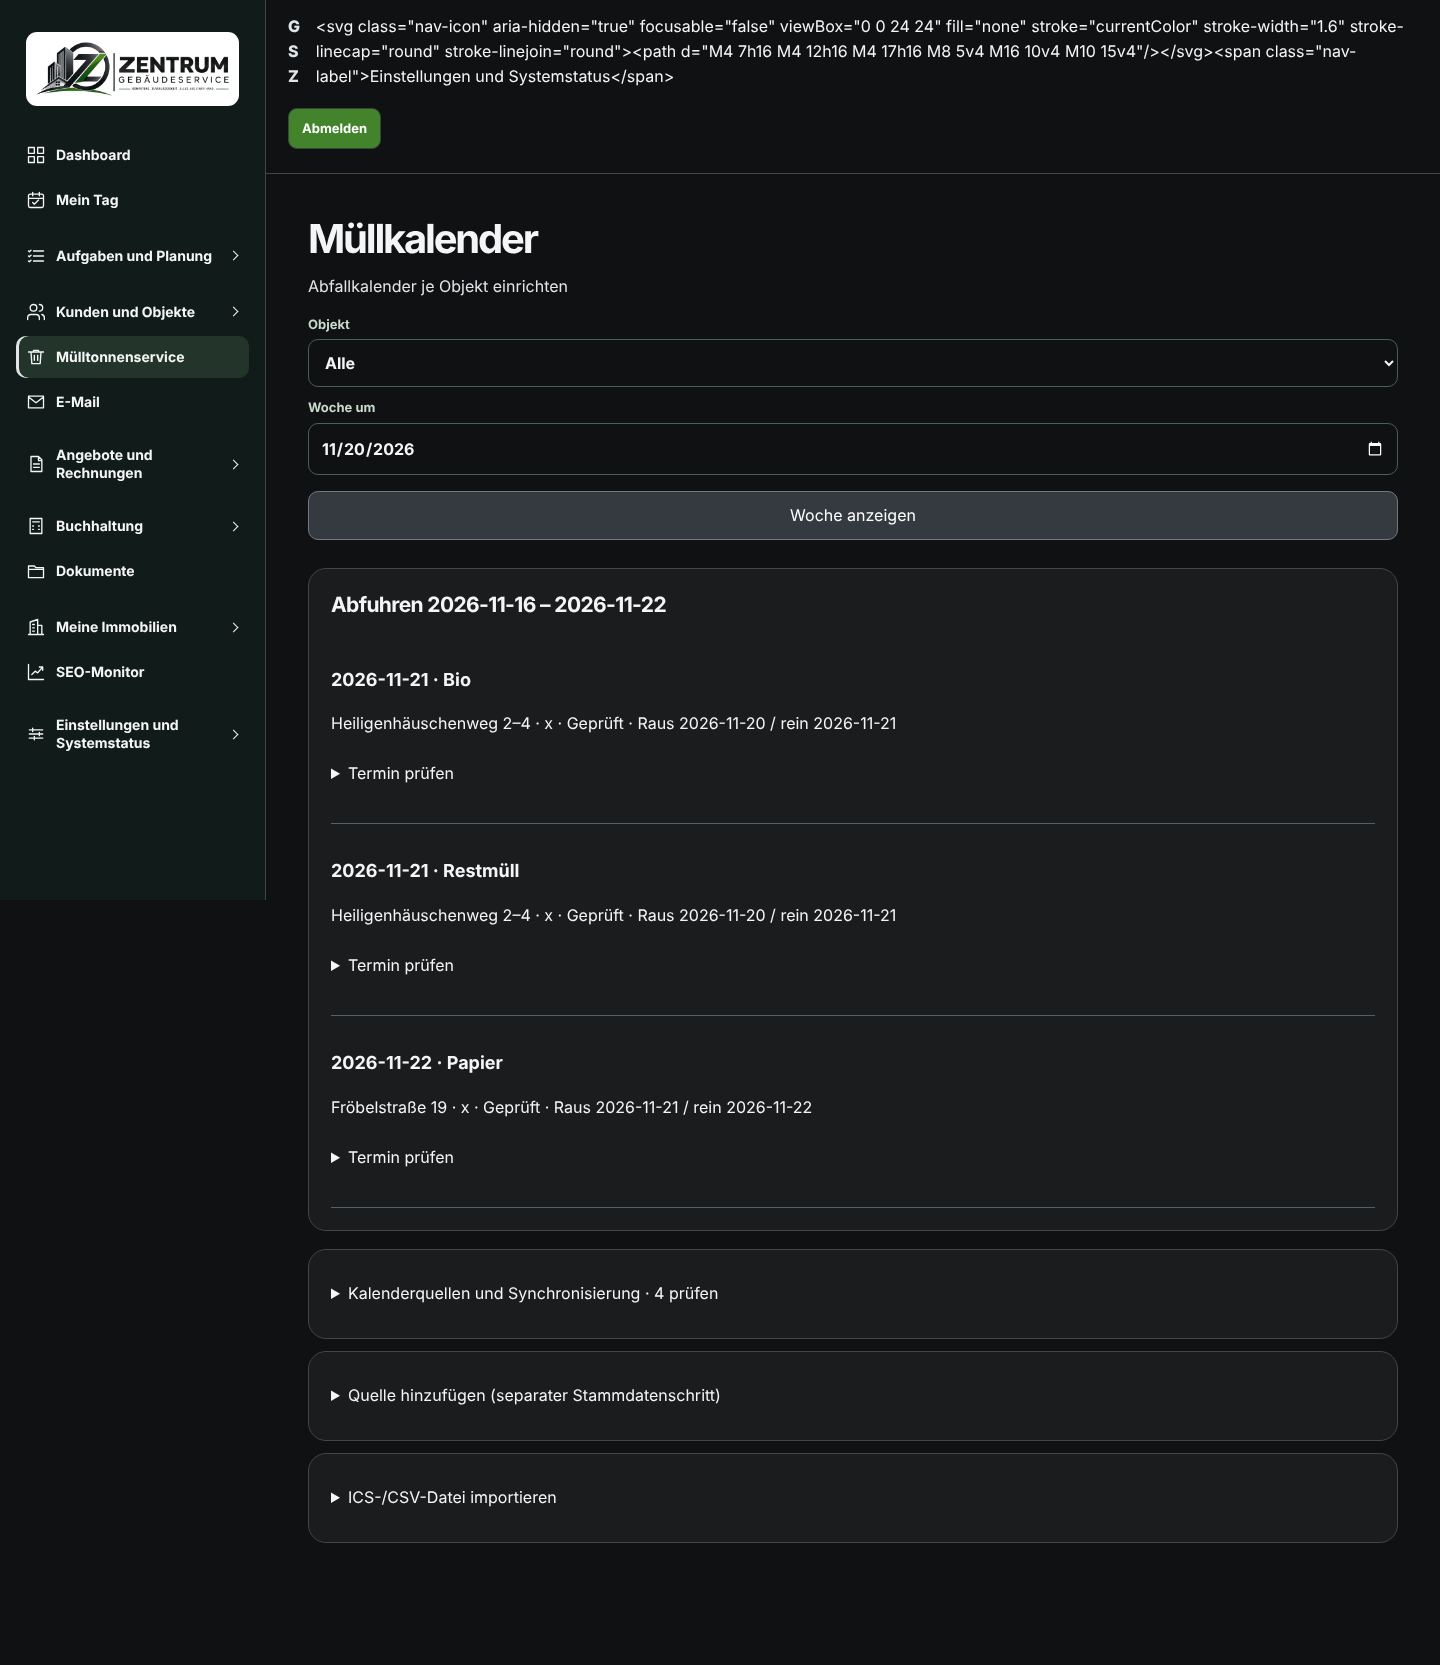 ZENTRUM
GEBÄUDESERVICE
Dashboard
Mein Tag
Aufgaben und Planung
Kunden und Objekte
Mülltonnenservice
E-Mail
Angebote und
Rechnungen
Buchhaltung
Dokumente
Meine Immobilien
SEO-Monitor
Einstellungen und
Systemstatus
G
S
Z
<svg class="nav-icon" aria-hidden="true" focusable="false" viewBox="0 0 24 24" fill="none" stroke="currentColor" stroke-width="1.6" stroke-
linecap="round" stroke-linejoin="round"><path d="M4 7h16 M4 12h16 M4 17h16 M8 5v4 M16 10v4 M10 15v4"/></svg><span class="nav-
label">Einstellungen und Systemstatus</span>
Abmelden
Müllkalender
Abfallkalender je Objekt einrichten
Objekt
Alle
Woche um
11/20/2026
Woche anzeigen
Abfuhren 2026-11-16 – 2026-11-22
2026-11-21 · Bio
Heiligenhäuschenweg 2–4 · x · Geprüft · Raus 2026-11-20 / rein 2026-11-21
Termin prüfen
2026-11-21 · Restmüll
Heiligenhäuschenweg 2–4 · x · Geprüft · Raus 2026-11-20 / rein 2026-11-21
Termin prüfen
2026-11-22 · Papier
Fröbelstraße 19 · x · Geprüft · Raus 2026-11-21 / rein 2026-11-22
Termin prüfen
Kalenderquellen und Synchronisierung · 4 prüfen
Quelle hinzufügen (separater Stammdatenschritt)
ICS-/CSV-Datei importieren